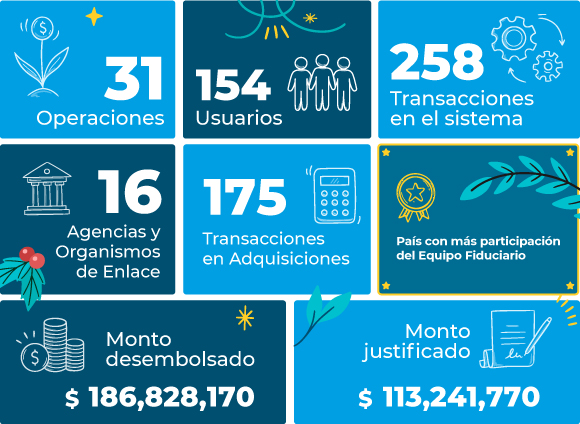 31
Operaciones
154
Usuarios
258
Transacciones
en el sistema
16
Agencias y
Organismos
de Enlace
175
Transacciones
en Adquisiciones
País con más participación
del Equipo Fiduciario
Monto
desembolsado
$ 186,828,170
Monto
justificado
$ 113,241,770